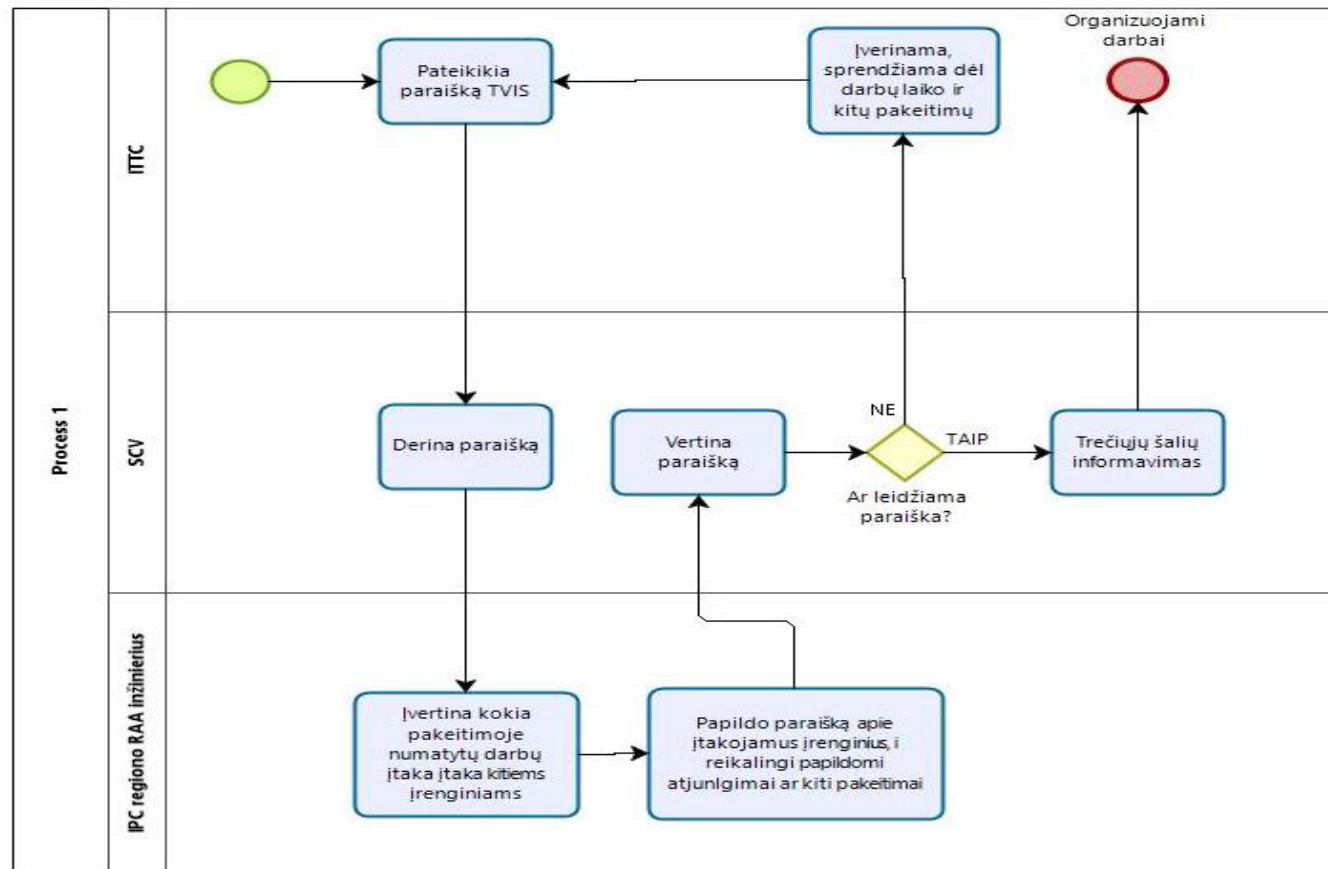 Process 1
ITTC
Pateikikia
paraišką TVIS
Įverinama,
sprendžiama dėl
darbų laiko ir
kitų pakeitimų
Organizuojami
darbai
SCV
Derina paraišką
Vertina
paraišką
NE
TAIP
Ar leidžiama
paraiška?
Trečiųjų šalių
informavimas
IPC regiono RAA inžinierius
Įvertina kokia
pakeitimoje
numatytų darbų
įtaka įtaka kitiems
įrenginiams
Papildo paraišką apie
įtakojamus įrenginius, i
reikalingi papildomi
atjunlgimai ar kiti pakeitimai